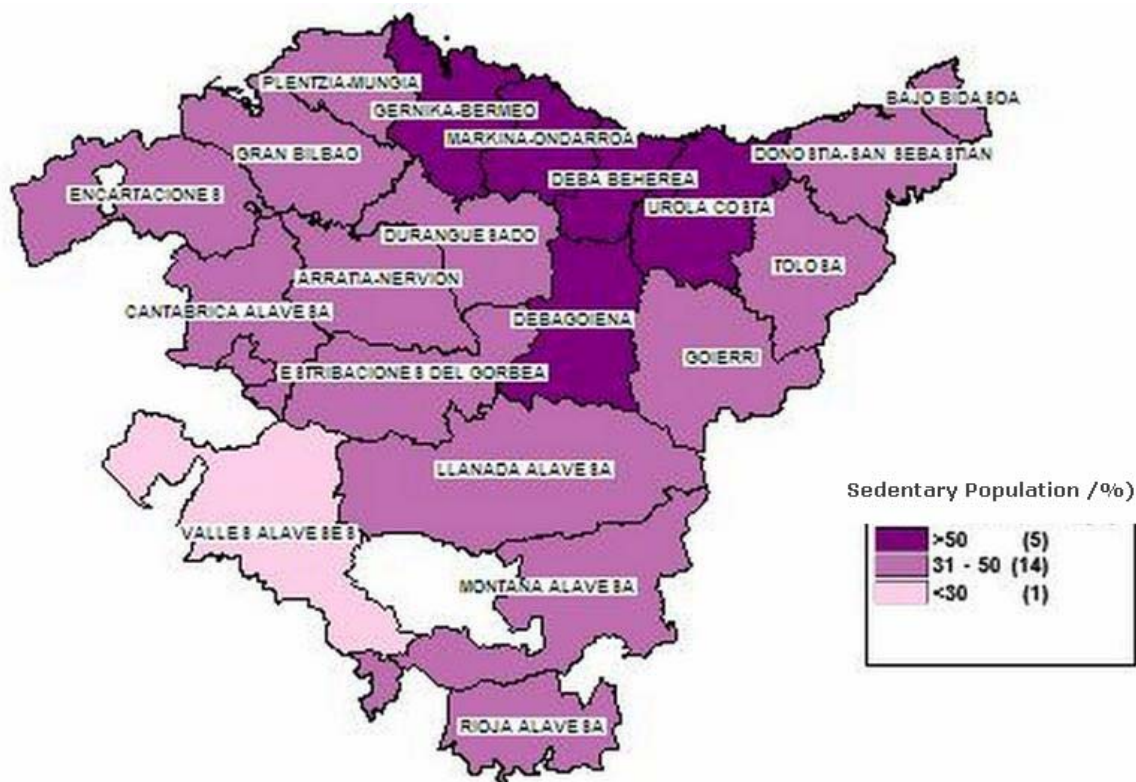 PLENTZIA-MUNGIA
BAJO BIDASOA
GERNIKA-BERMEO
MARKINA-ONDARROA
GRAN BILBAO
DONOSTIA-SAN SEBASTIAN
DEBA BEHEREA
ENCARTACIONES
UROLA COSTA
DURANGUESADO
TOLOSA
ARRATIA-NERVION
CANTABRICA ALAVESA
DEBAGOIENA
GOIERRI
ESTRIBACIONES DEL GORBEA
LLANADA ALAVESA
VALLES ALAVESES
MONTAÑA ALAVESA
RIOJA ALAVESA
Sedentary Population /%)
>50 (5)
31 - 50 (14)
<30 (1)